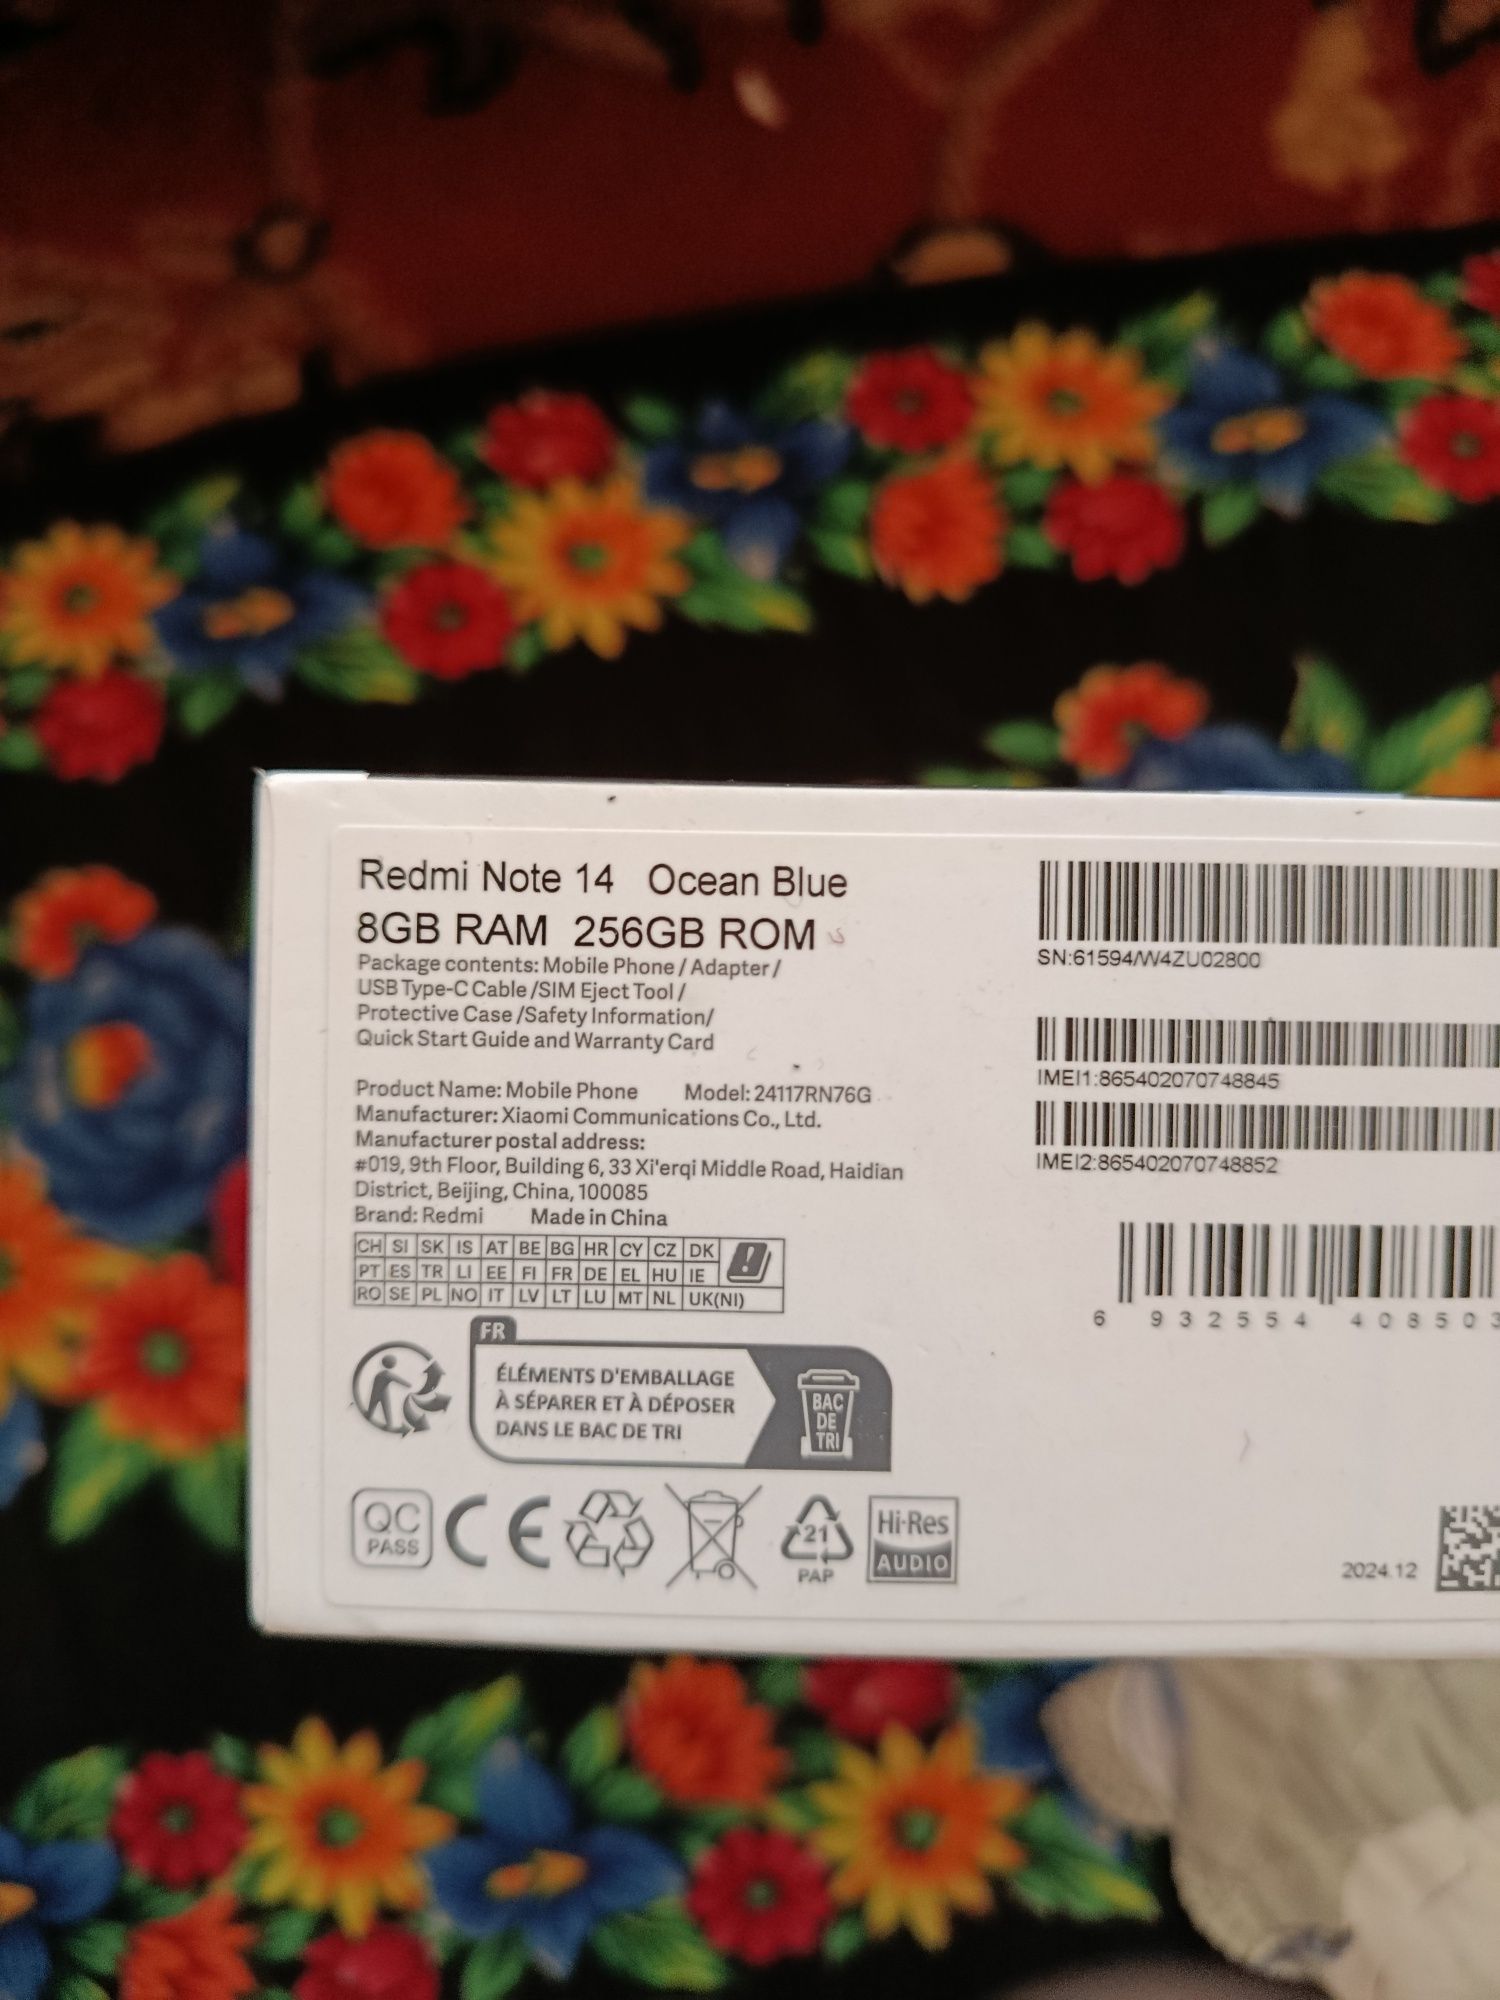 Redmi Note 14 Ocean Blue
8GB RAM 256GB ROM
Package contents: Mobile Phone / Adapter /
USB Type-C Cable /SIM Eject Tool /
Protective Case /Safety Information/
Quick Start Guide and Warranty Card
Product Name: Mobile Phone Model: 24117RN76G
Manufacturer: Xiaomi Communications Co., Ltd.
Manufacturer postal address:
#019, 9th Floor, Building 6, 33 Xi'erqi Middle Road, Haidian
District, Beijing, China, 100085
Brand: Redmi Made in China
CH SI SK IS AT BE BG HR CY CZ DK
PT ES TR LI EE FI FR DE EL HU IE
RO SE PL NO IT LV LT LU MT NL UK(NI)
FR
ÉLÉMENTS D'EMBALLAGE
À SÉPARER ET À DÉPOSER
DANS LE BAC DE TRI
BAC
DE
TRI
QC
PASS
CE
21
PAP
Hi-Res
AUDIO
SN:61594/W4ZU02800
IMEI1:865402070748845
IMEI2:865402070748852
6 932554 408503
2024.12